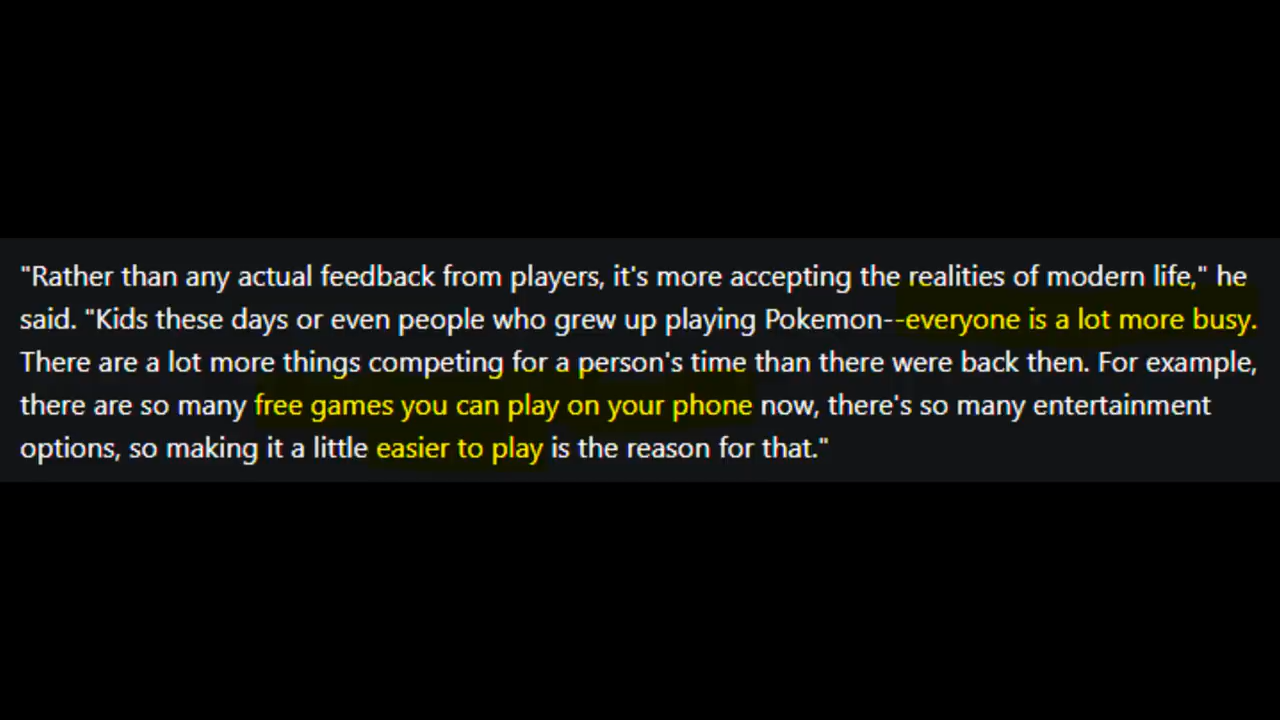 "Rather than any actual feedback from players, it's more accepting the realities of modern life," he
said. "Kids these days or even people who grew up playing Pokemon--everyone is a lot more busy.
There are a lot more things competing for a person's time than there were back then. For example,
there are so many free games you can play on your phone now, there's so many entertainment
options, so making it a little easier to play is the reason for that."